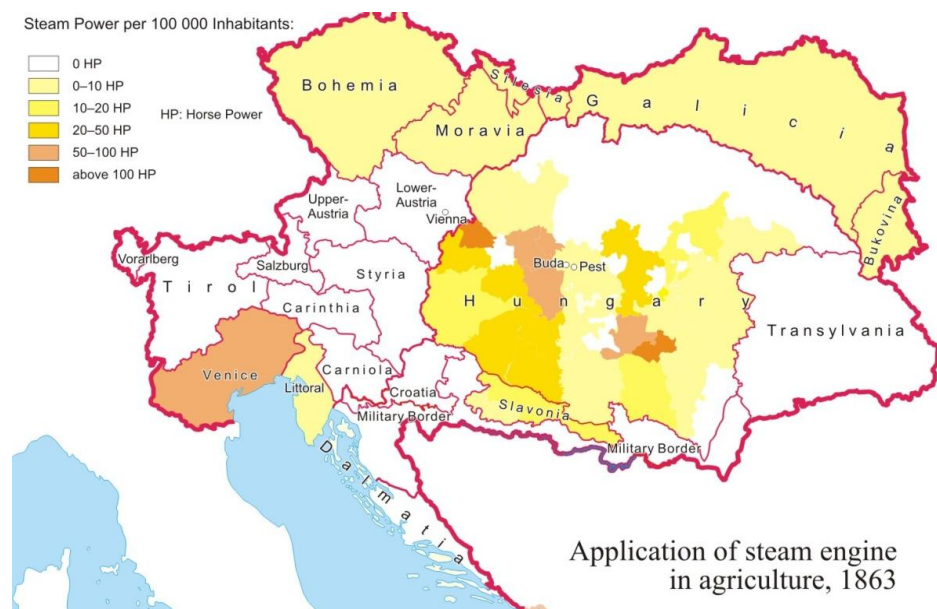 Steam Power per 100 000 Inhabitants:
0 HP
0–10 HP
10–20 HP
20–50 HP
50–100 HP
above 100 HP
HP: Horse Power
Bohemia
Silesia
Moravia
Galicia
Bukovina
Upper-
Austria
Lower-
Austria
Vienna
Vorarlberg
Tirol
Salzburg
Styria
Carinthia
Buda
Pest
Hungary
Transylvania
Venice
Littoral
Carniola
Croatia
Military Border
Slavonia
Military Border
Dalmatia
Application of steam engine
in agriculture, 1863